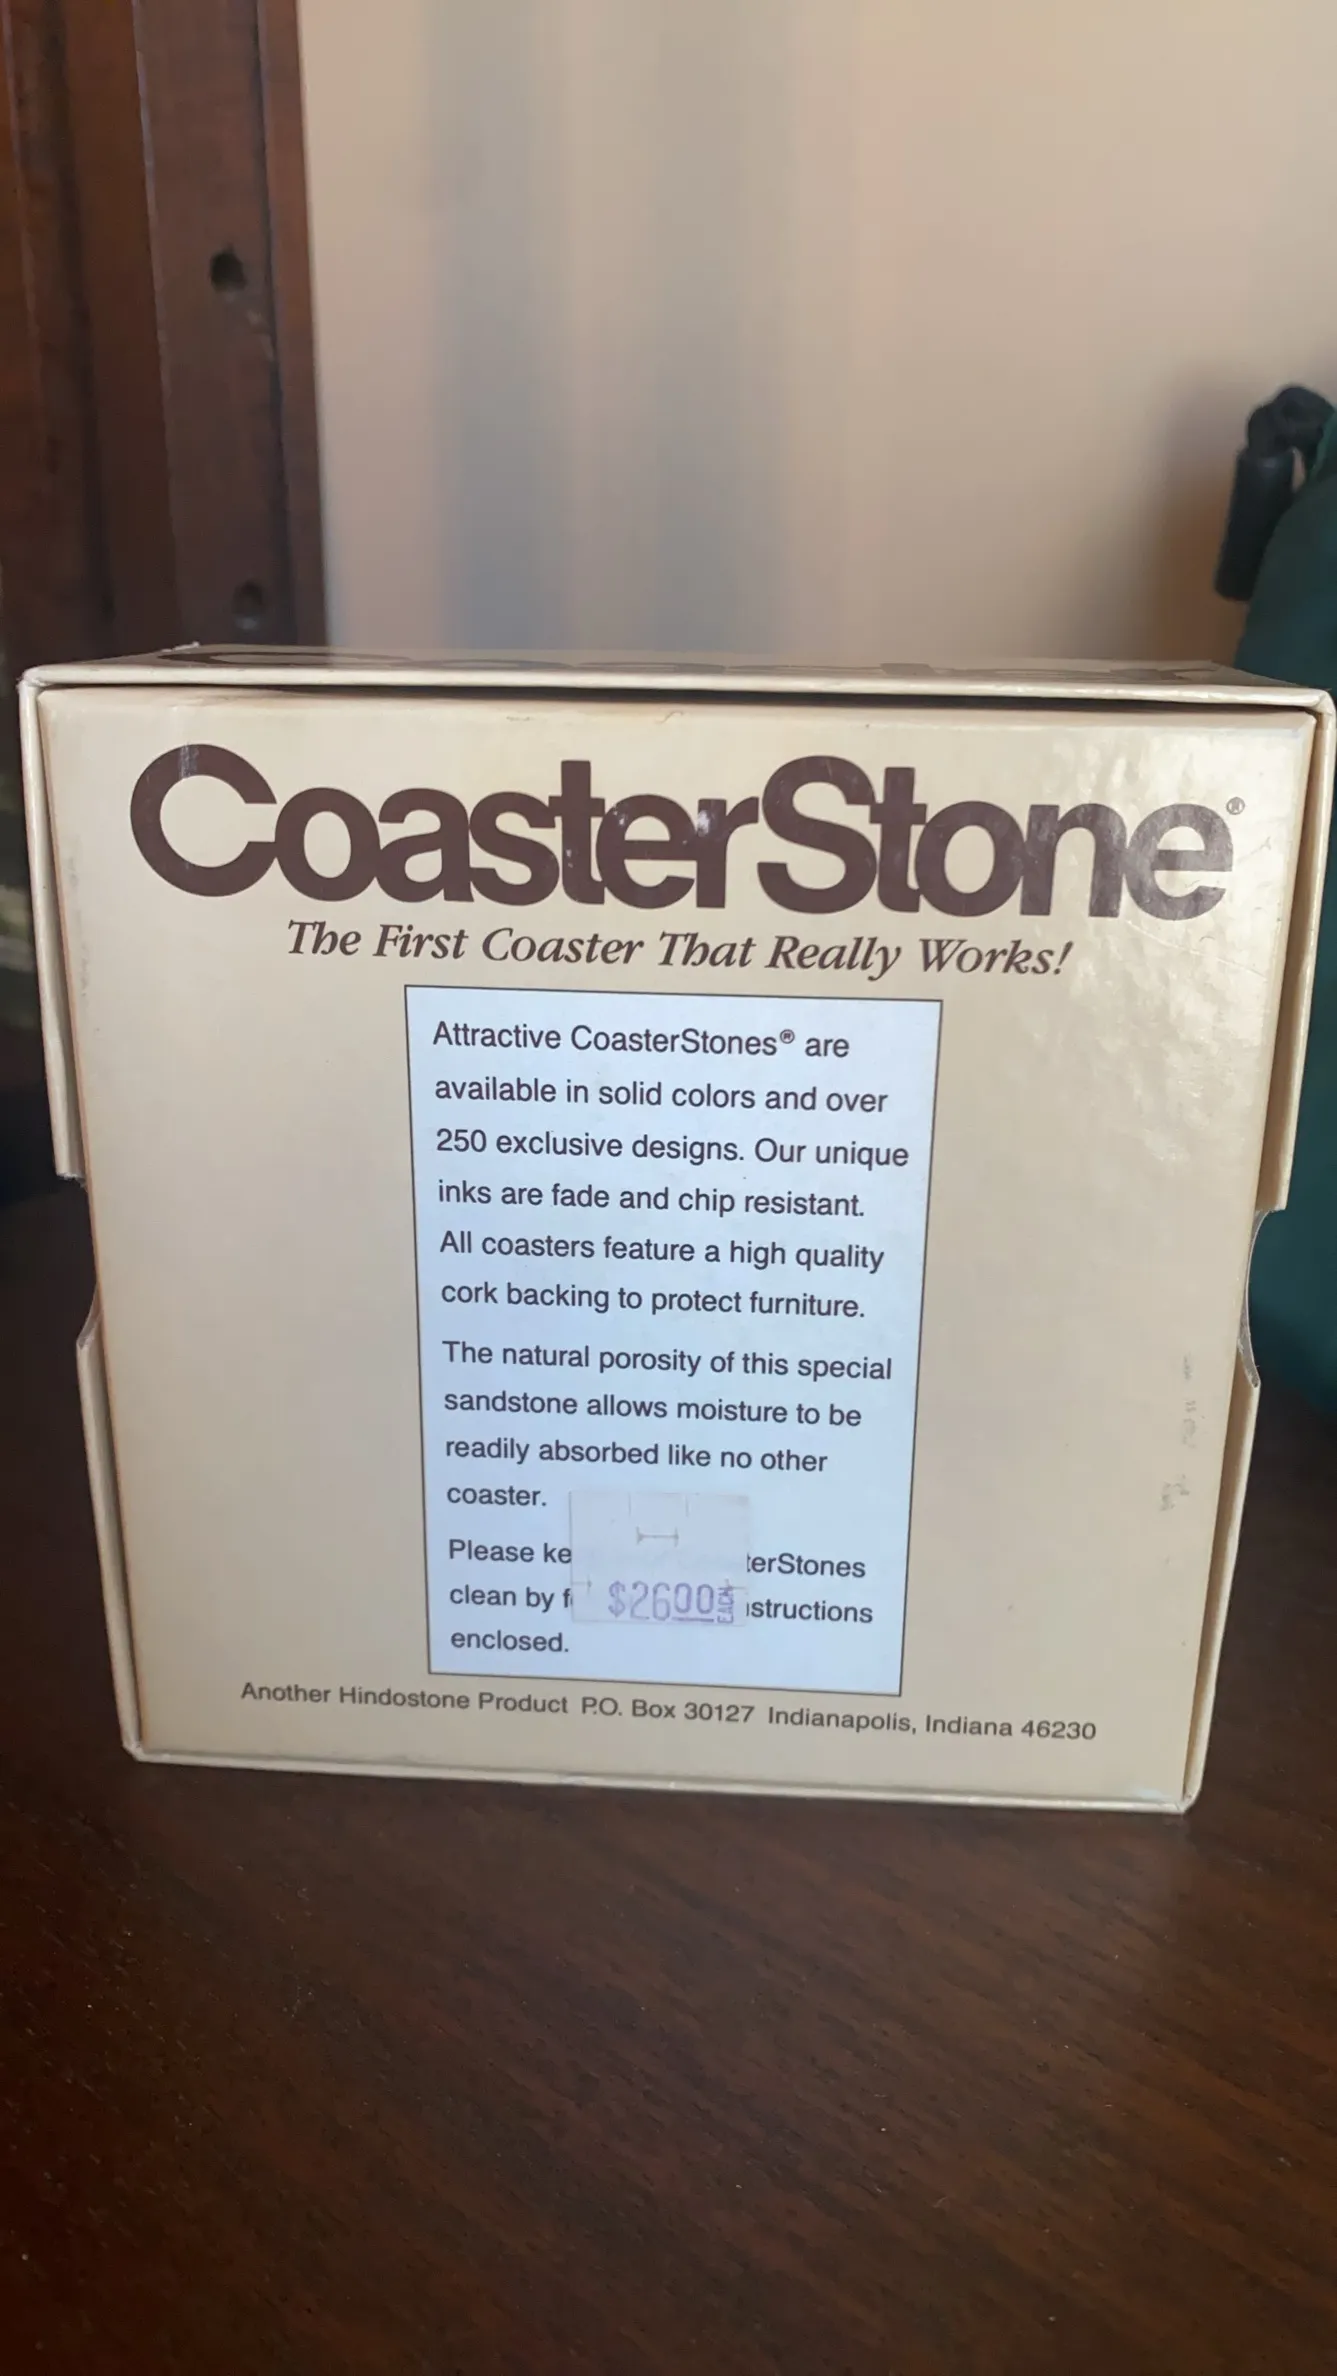 CoasterStone®
The First Coaster That Really Works!
Attractive CoasterStones® are
available in solid colors and over
250 exclusive designs. Our unique
inks are fade and chip resistant.
All coasters feature a high quality
cork backing to protect furniture.
The natural porosity of this special
sandstone allows moisture to be
readily absorbed like no other
coaster.
Please ke terStones
clean by f structions
enclosed.
$2600 EACH
Another Hindostone Product P.O. Box 30127 Indianapolis, Indiana 46230